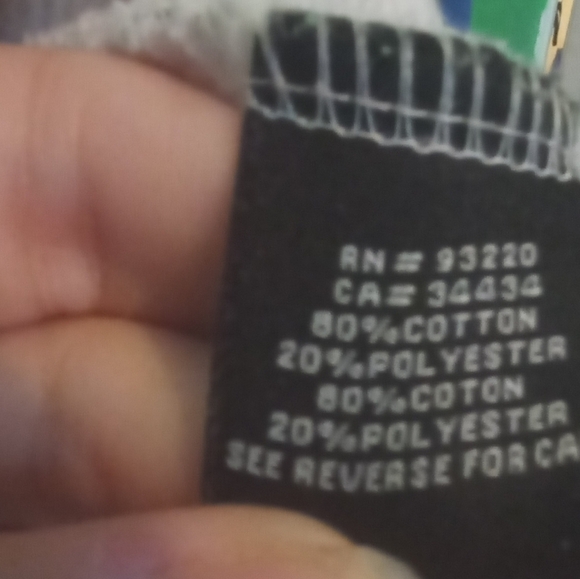 RN# 93220
CA# 34434
80%COTTON
20%POLYESTER
80%COTON
20%POLYESTER
SEE REVERSE FOR CA